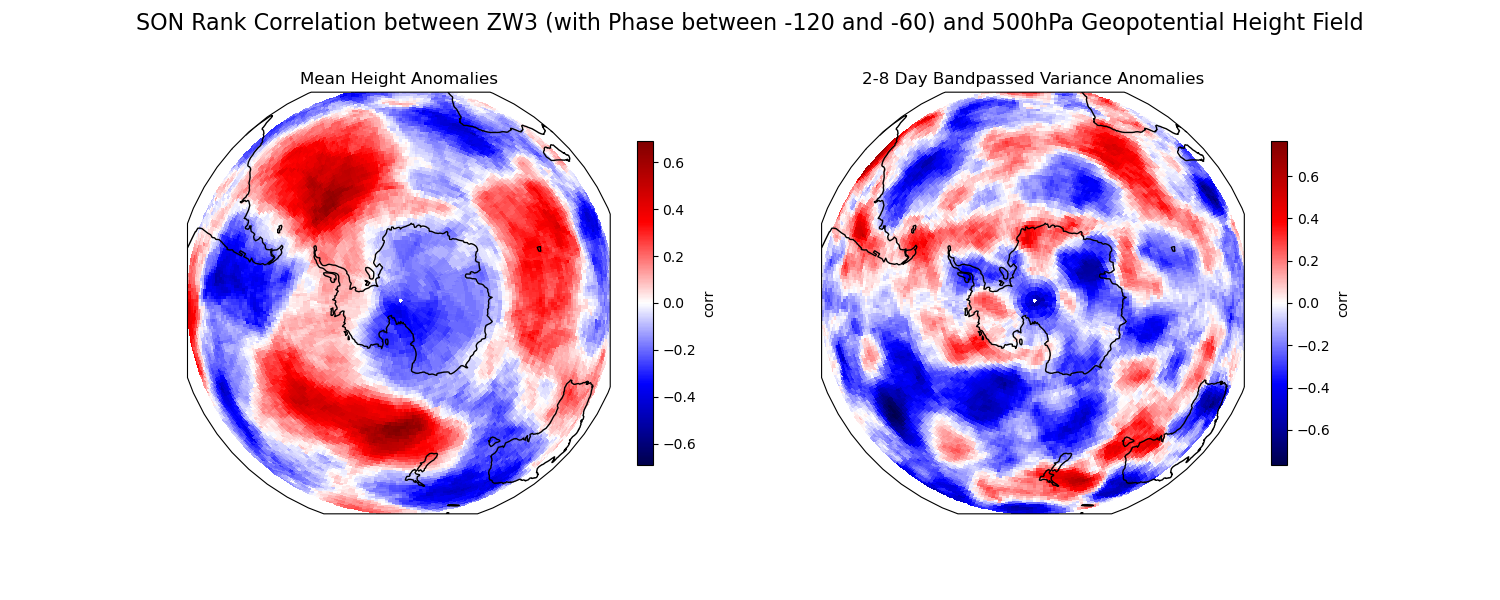 SON Rank Correlation between ZW3 (with Phase between -120 and -60) and 500hPa Geopotential Height Field
Mean Height Anomalies
0.6
0.4
0.2
0.0
−0.2
−0.4
−0.6
corr
2-8 Day Bandpassed Variance Anomalies
0.6
0.4
0.2
0.0
−0.2
−0.4
−0.6
corr